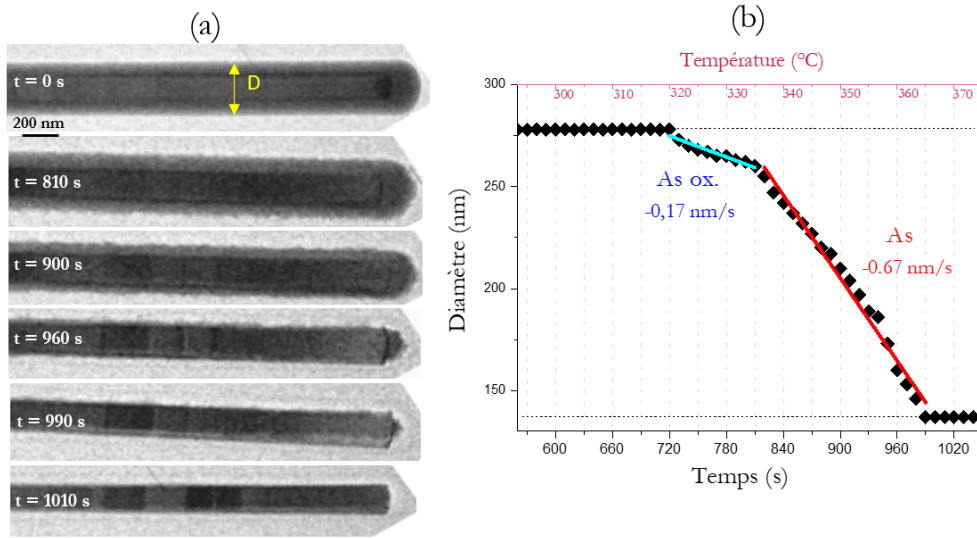 (a)
t = 0 s
D
200 nm
t = 810 s
t = 900 s
t = 960 s
t = 990 s
t = 1010 s
(b)
Température (°C)
300 310 320 330 340 350 360 370
300
250
200
150
Diamètre (nm)
As ox.
-0,17 nm/s
As
-0.67 nm/s
600 660 720 780 840 900 960 1020
Temps (s)